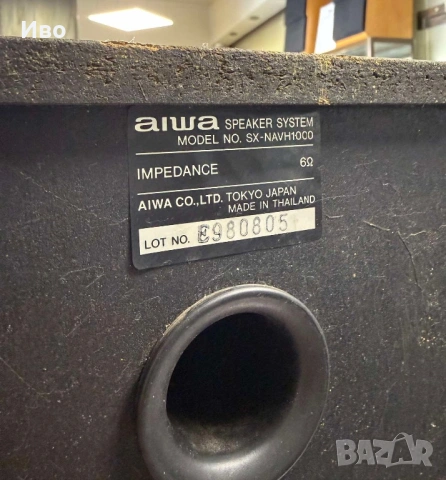 Иво
aiwa SPEAKER SYSTEM
MODEL NO. SX-NAVH1000
IMPEDANCE 6Ω
AIWA CO.,LTD. TOKYO JAPAN
MADE IN THAILAND
LOT NO. E980805
BAZAR